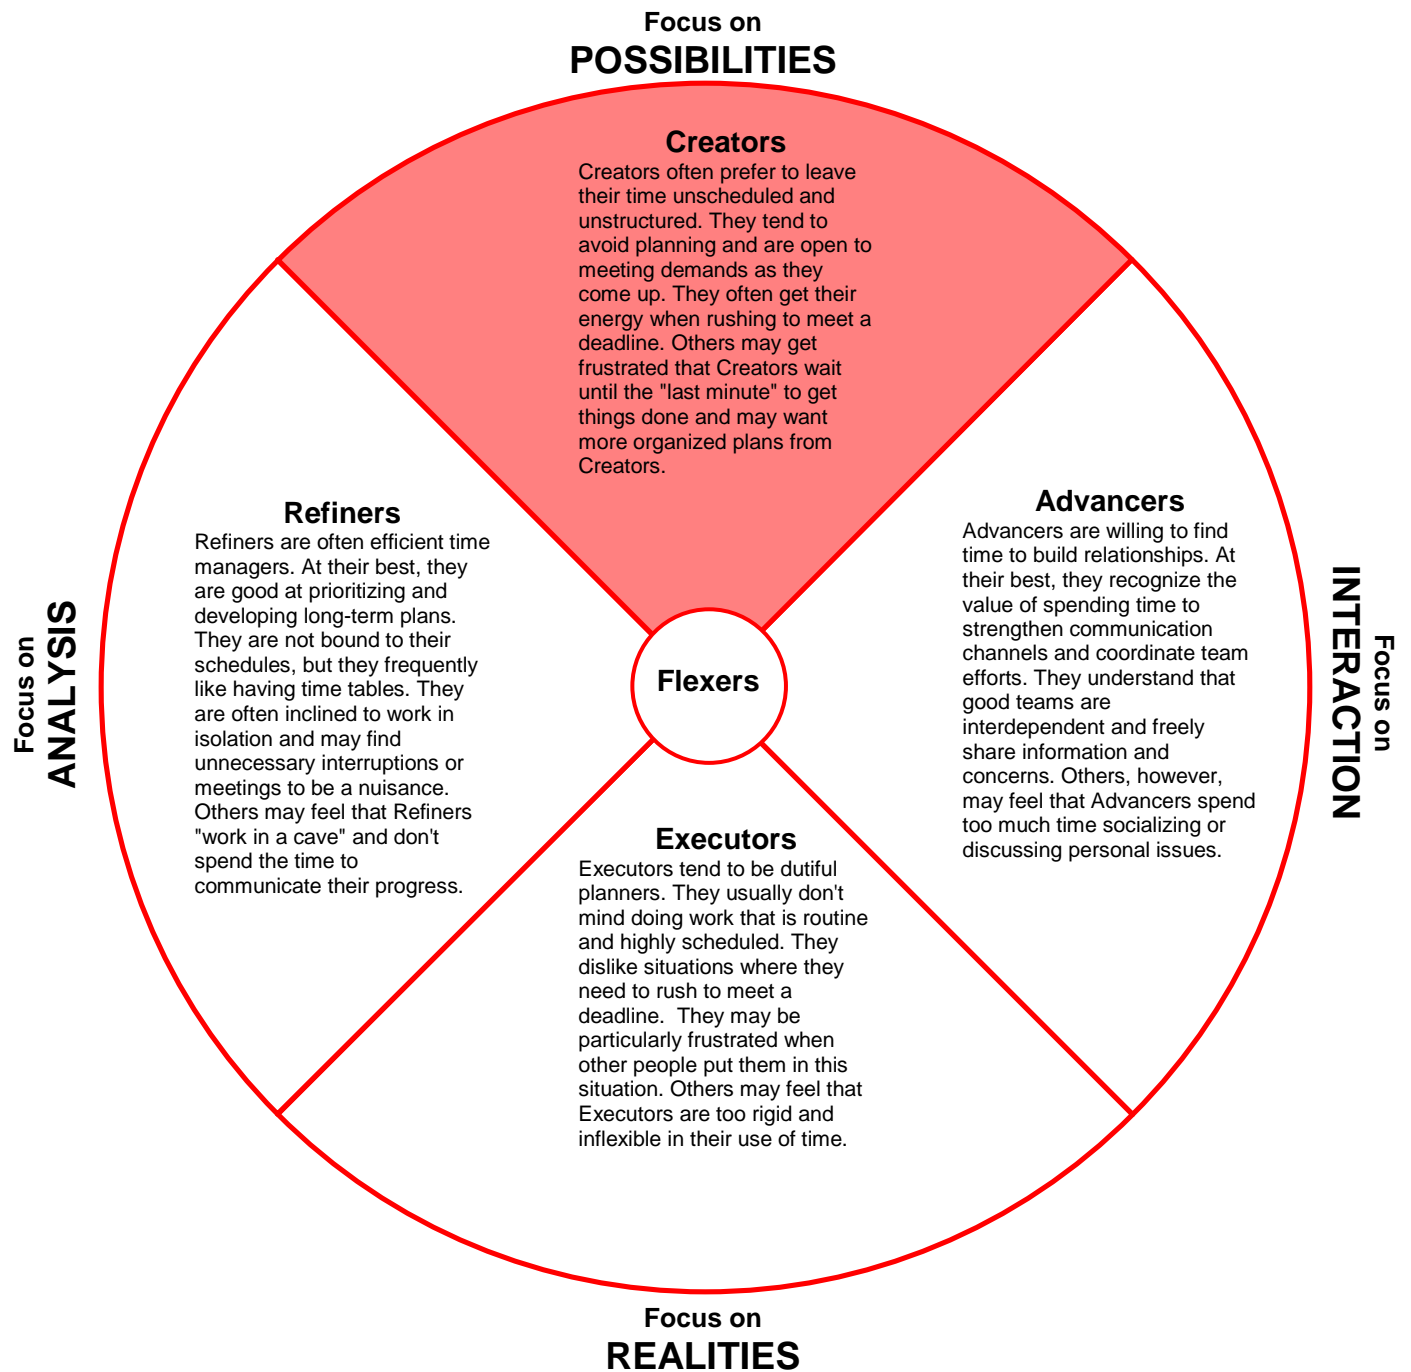 Focus on
POSSIBILITIES
Creators
Creators often prefer to leave
their time unscheduled and
unstructured. They tend to
avoid planning and are open to
meeting demands as they
come up. They often get their
energy when rushing to meet a
deadline. Others may get
frustrated that Creators wait
until the "last minute" to get
things done and may want
more organized plans from
Creators.
Focus on
ANALYSIS
Refiners
Refiners are often efficient time
managers. At their best, they
are good at prioritizing and
developing long-term plans.
They are not bound to their
schedules, but they frequently
like having time tables. They
are often inclined to work in
isolation and may find
unnecessary interruptions or
meetings to be a nuisance.
Others may feel that Refiners
"work in a cave" and don't
spend the time to
communicate their progress.
Flexers
Advancers
Advancers are willing to find
time to build relationships. At
their best, they recognize the
value of spending time to
strengthen communication
channels and coordinate team
efforts. They understand that
good teams are
interdependent and freely
share information and
concerns. Others, however,
may feel that Advancers spend
too much time socializing or
discussing personal issues.
Focus on
INTERACTION
Executors
Executors tend to be dutiful
planners. They usually don't
mind doing work that is routine
and highly scheduled. They
dislike situations where they
need to rush to meet a
deadline.  They may be
particularly frustrated when
other people put them in this
situation. Others may feel that
Executors are too rigid and
inflexible in their use of time.
Focus on
REALITIES